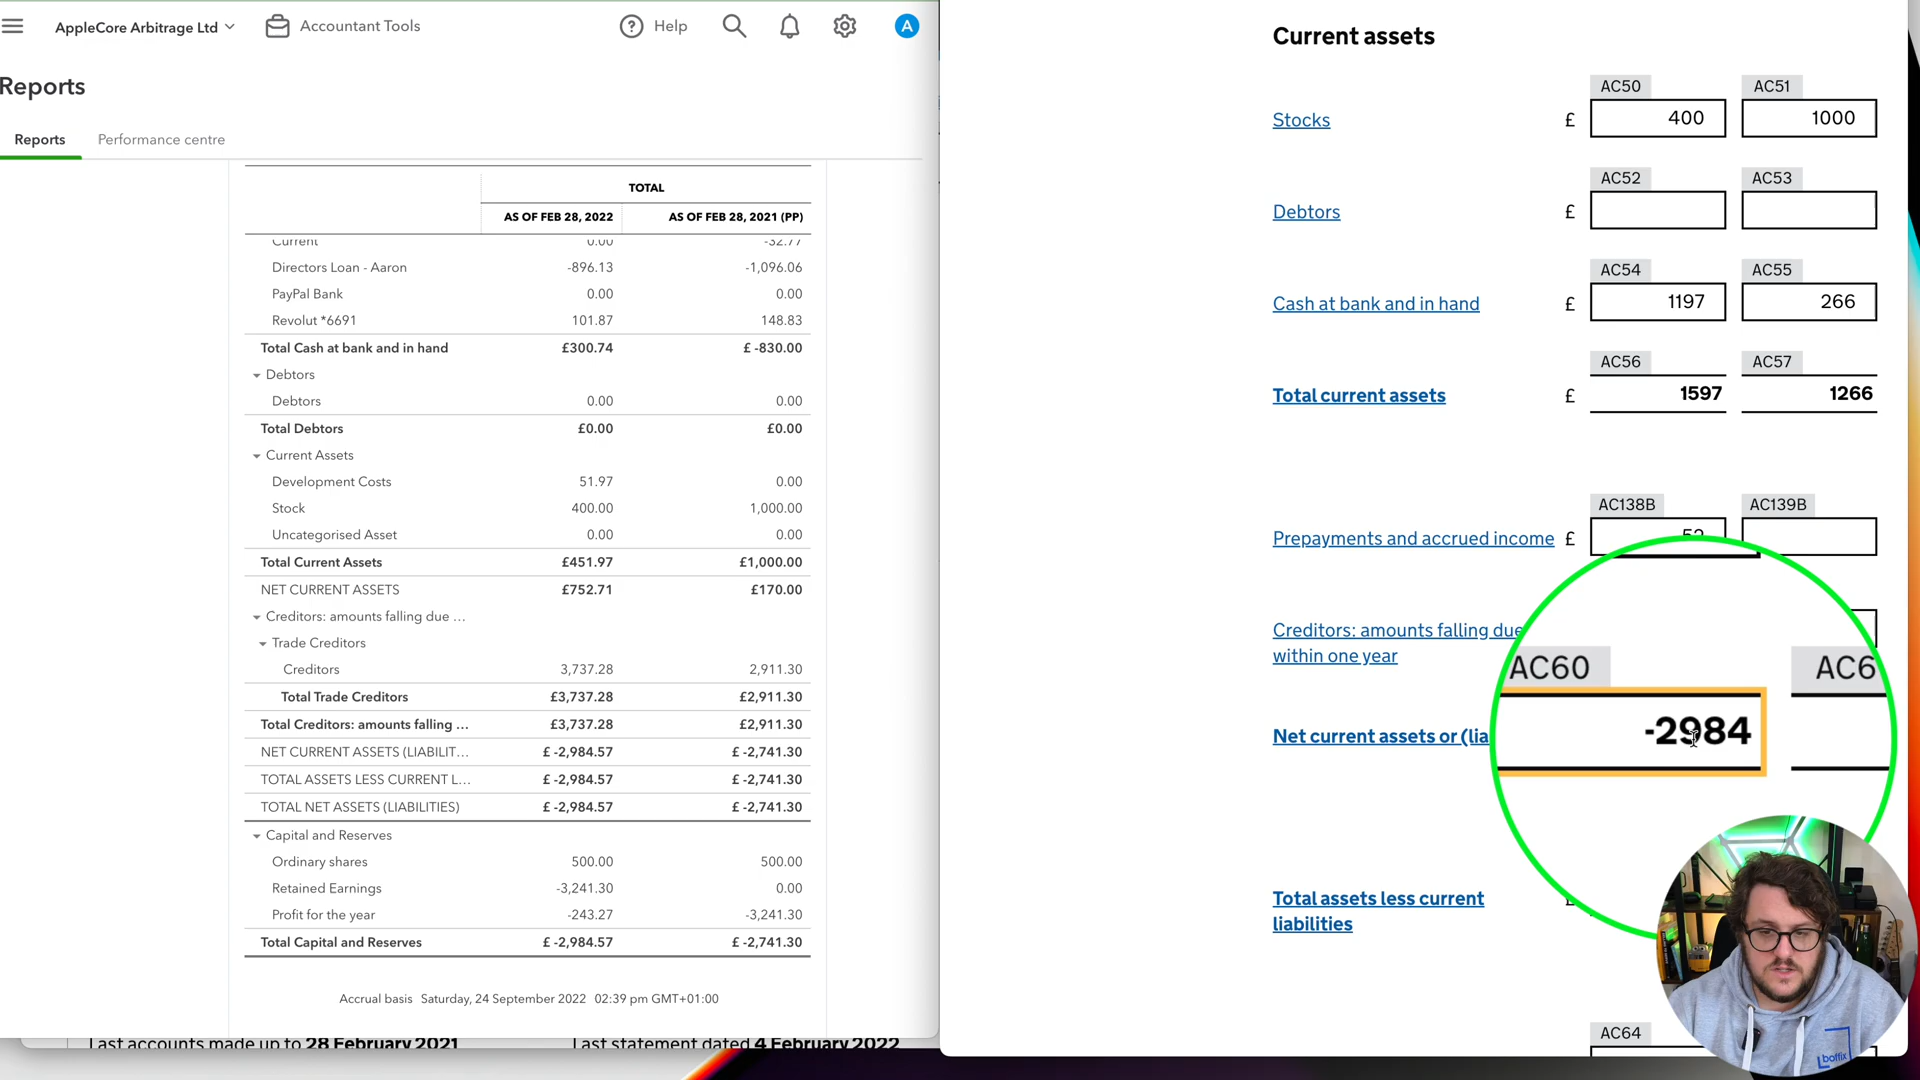 AppleCore Arbitrage Ltd
Accountant Tools
Help
A
Reports
Reports
Performance centre
TOTAL
AS OF FEB 28, 2022 AS OF FEB 28, 2021 (PP)
Current 0.00 -32.77
Directors Loan - Aaron -896.13 -1,096.06
PayPal Bank 0.00 0.00
Revolut *6691 101.87 148.83
Total Cash at bank and in hand £300.74 £ -830.00
Debtors
Debtors 0.00 0.00
Total Debtors £0.00 £0.00
Current Assets
Development Costs 51.97 0.00
Stock 400.00 1,000.00
Uncategorised Asset 0.00 0.00
Total Current Assets £451.97 £1,000.00
NET CURRENT ASSETS £752.71 £170.00
Creditors: amounts falling due ...
Trade Creditors
Creditors 3,737.28 2,911.30
Total Trade Creditors £3,737.28 £2,911.30
Total Creditors: amounts falling ... £3,737.28 £2,911.30
NET CURRENT ASSETS (LIABILIT... £ -2,984.57 £ -2,741.30
TOTAL ASSETS LESS CURRENT L... £ -2,984.57 £ -2,741.30
TOTAL NET ASSETS (LIABILITIES) £ -2,984.57 £ -2,741.30
Capital and Reserves
Ordinary shares 500.00 500.00
Retained Earnings -3,241.30 0.00
Profit for the year -243.27 -3,241.30
Total Capital and Reserves £ -2,984.57 £ -2,741.30
Accrual basis Saturday, 24 September 2022 02:39 pm GMT+01:00
Last accounts made up to 28 February 2021
Last statement dated 4 February 2022
Current assets
AC50 AC51
Stocks £ 400 1000
AC52 AC53
Debtors £
AC54 AC55
Cash at bank and in hand £ 1197 266
AC56 AC57
Total current assets £ 1597 1266
AC138B AC139B
Prepayments and accrued income £ 52
Creditors: amounts falling due
within one year
AC60 AC6
Net current assets or (lia -2984
Total assets less current
liabilities
£
AC64
botfix